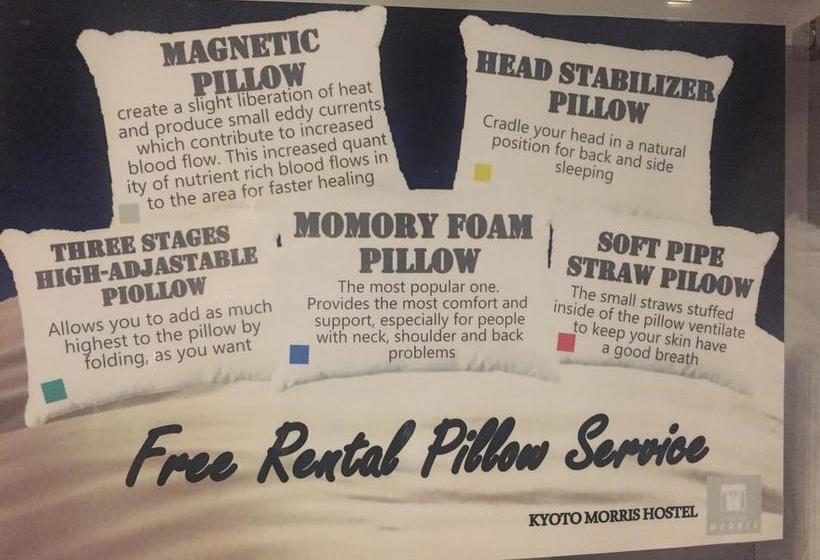 MAGNETIC
PILLOW
create a slight liberation of heat
and produce small eddy currents
which contribute to increased
blood flow. This increased quant
ity of nutrient rich blood flows in
to the area for faster healing
HEAD STABILIZER
PILLOW
Cradle your head in a natural
position for back and side
sleeping
THREE STAGES
HIGH-ADJASTABLE
PIOLLOW
Allows you to add as much
highest to the pillow by
folding, as you want
MOMORY FOAM
PILLOW
The most popular one.
Provides the most comfort and
support, especially for people
with neck, shoulder and back
problems
SOFT PIPE
STRAW PILOOW
The small straws stuffed
inside of the pillow ventilate
to keep your skin have
a good breath
Free Rental Pillow Service
KYOTO MORRIS HOSTEL
MORRIS